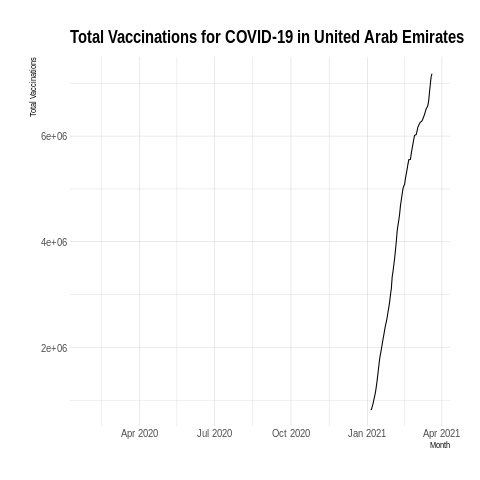 Total Vaccinations for COVID-19 in United Arab Emirates
Total Vaccinations
6e+06
4e+06
2e+06
Apr 2020 Jul 2020 Oct 2020 Jan 2021 Apr 2021
Month